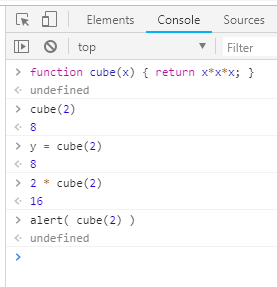 Elements Console Sources
top Filter
> function cube(x) { return x*x*x; }
undefined
> cube(2)
8
> y = cube(2)
8
> 2 * cube(2)
16
> alert( cube(2) )
undefined
>